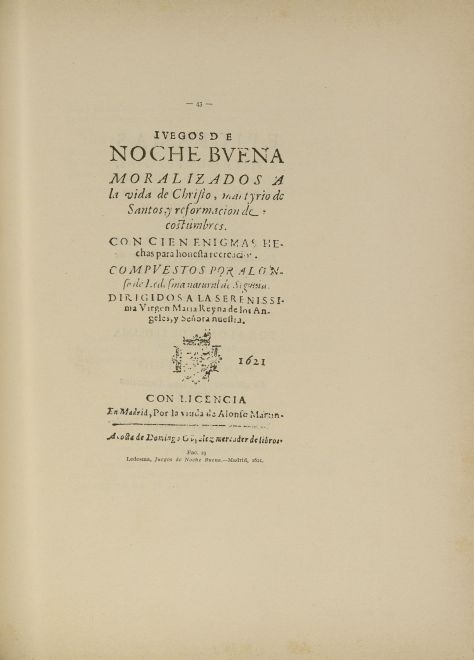 — 43 —
IVEGOS DE
NOCHE BVENA
MORALIZADOS A
la vida de Christo, martyrio de
Santos, y reformacion de
costumbres.
CON CIEN ENIGMAS HE-
chas para honesta recreacion.
COMPVESTOS POR ALON-
so de Ledesma natural de Segouia.
DIRIGIDOS A LA SERENISSI-
ma Virgen Maria Reyna de los An-
geles, y Señora nuestra.
1621
CON LICENCIA
En Madrid, Por la viuda de Alonso Martin.
A costa de Domingo Gõçalez mercader de libros.
Fac. 23
Ledesma, Juegos de Noche Buena.—Madrid, 1621.